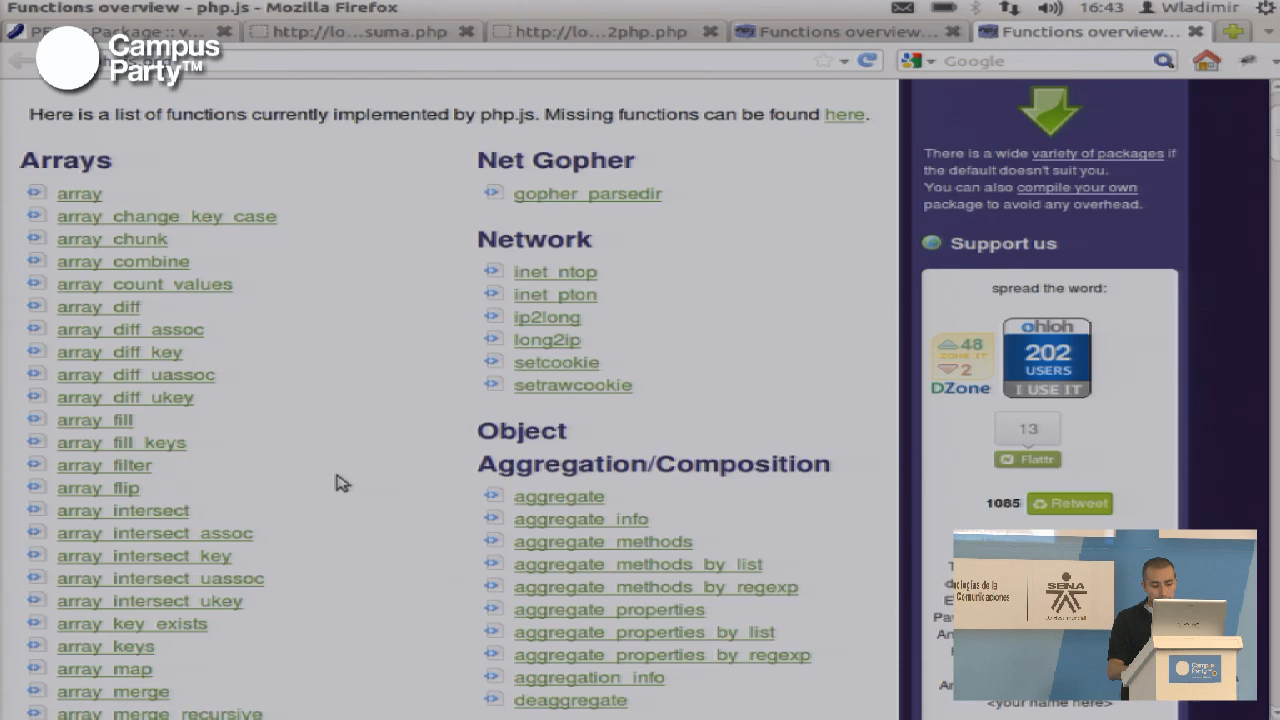 Functions overview - php.js - Mozilla Firefox
16:43
Wladimir
http://lo...suma.php
http://lo...2php.php
Functions overview...
Functions overview...
Campus
Party™
Google
Here is a list of functions currently implemented by php.js. Missing functions can be found here.
Arrays
array
array_change_key_case
array_chunk
array_combine
array_count_values
array_diff
array_diff_assoc
array_diff_key
array_diff_uassoc
array_diff_ukey
array_fill
array_fill_keys
array_filter
array_flip
array_intersect
array_intersect_assoc
array_intersect_key
array_intersect_uassoc
array_intersect_ukey
array_key_exists
array_keys
array_map
array_merge
array_merge_recursive
Net Gopher
gopher_parsedir
Network
inet_ntop
inet_pton
ip2long
long2ip
setcookie
setrawcookie
Object
Aggregation/Composition
aggregate
aggregate_info
aggregate_methods
aggregate_methods_by_list
aggregate_methods_by_regexp
aggregate_properties
aggregate_properties_by_list
aggregate_properties_by_regexp
aggregation_info
deaggregate
There is a wide variety of packages if
the default doesn't suit you.
You can also compile your own
package to avoid any overhead.
Support us
spread the word:
48
ZONE IT
2
DZone
ohloh
202
USERS
I USE IT
13
Flattr
1085
Retweet
Comunicaciones
SENA
Campus
Party
<your name here>